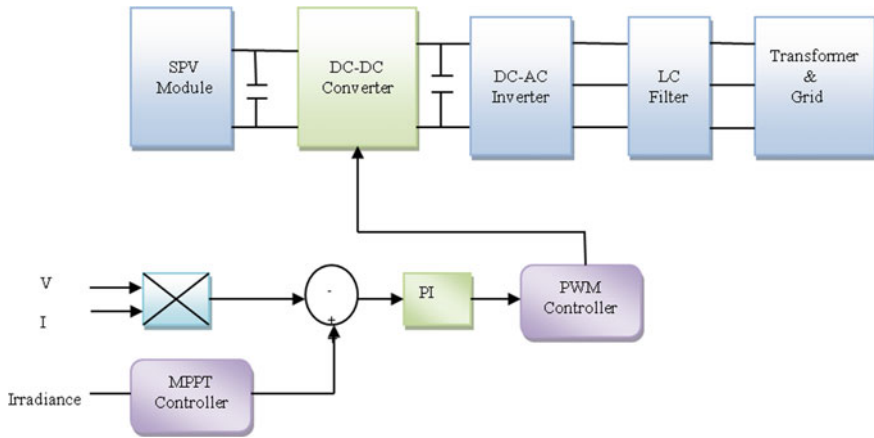 SPV
Module
DC-DC
Converter
DC-AC
Inverter
LC
Filter
Transformer
&
Grid
V
I
-
+
+
PI
PWM
Controller
MPPT
Controller
Irradiance